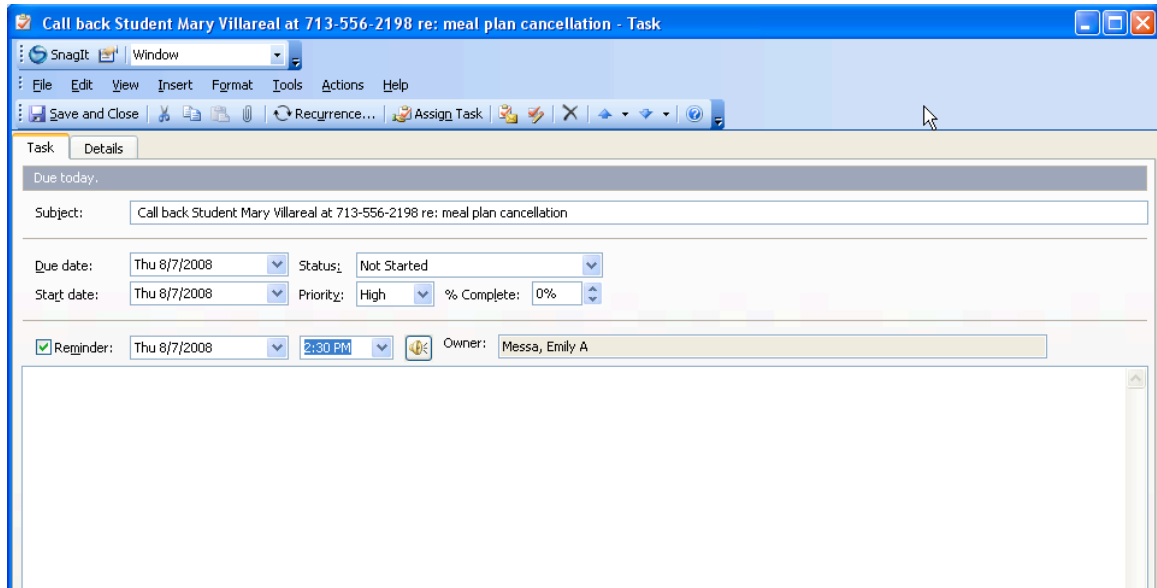 Call back Student Mary Villareal at 713-556-2198 re: meal plan cancellation - Task
SnagIt Window
File Edit View Insert Format Tools Actions Help
Save and Close Recurrence... Assign Task
Task Details
Due today.
Subject: Call back Student Mary Villareal at 713-556-2198 re: meal plan cancellation
Due date: Thu 8/7/2008 Status: Not Started
Start date: Thu 8/7/2008 Priority: High % Complete: 0%
Reminder: Thu 8/7/2008 2:30 PM Owner: Messa, Emily A